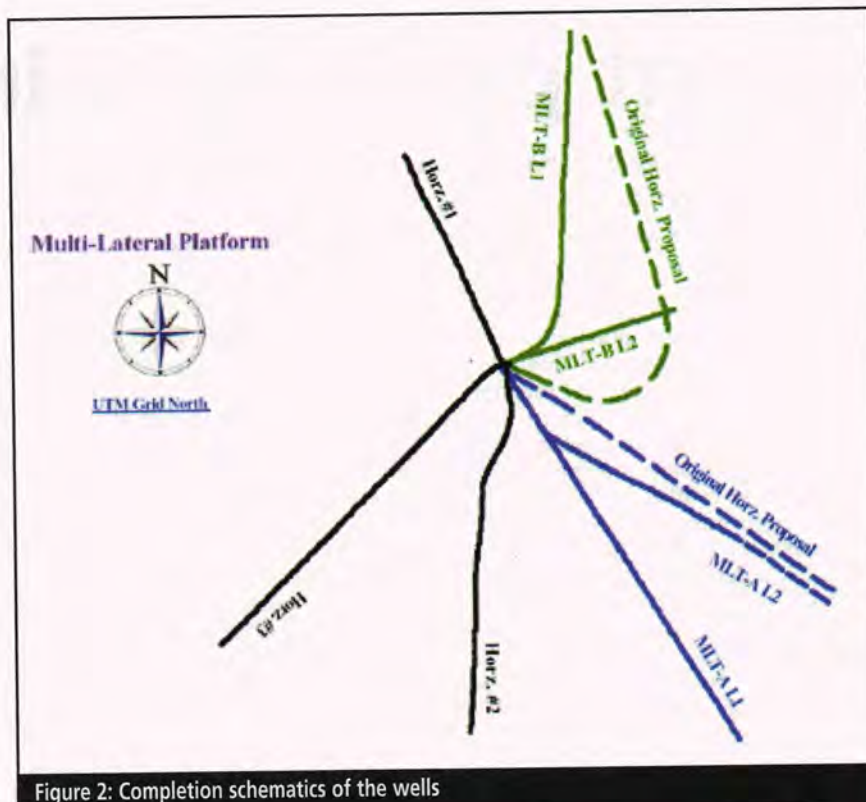 Multi-Lateral Platform
N
UTM Grid North
Horz. #1
MLT-B L1
Original Horz. Proposal
MLT-B L2
Original Horz. Proposal
MLT-A L2
MLT-A L1
Horz. #2
Horz. #3
Figure 2: Completion schematics of the wells